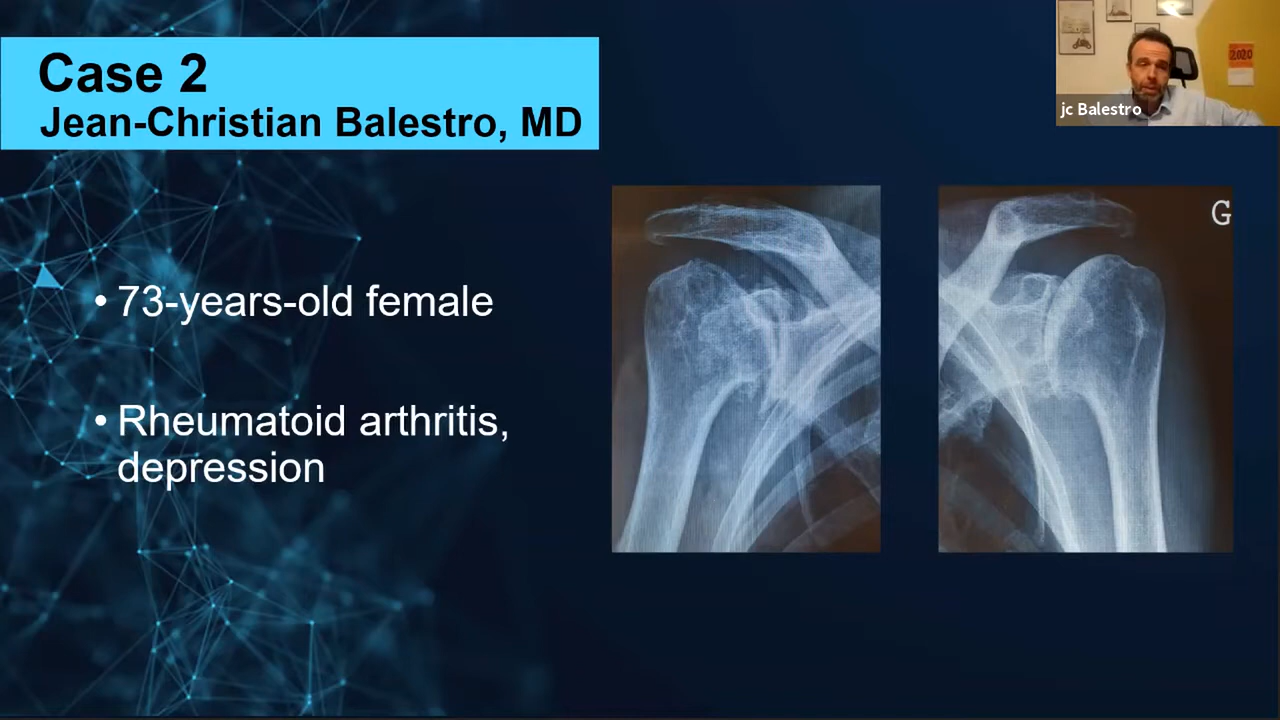 Case 2
Jean-Christian Balestro, MD
jc Balestro
2020
G
• 73-years-old female
• Rheumatoid arthritis,
depression